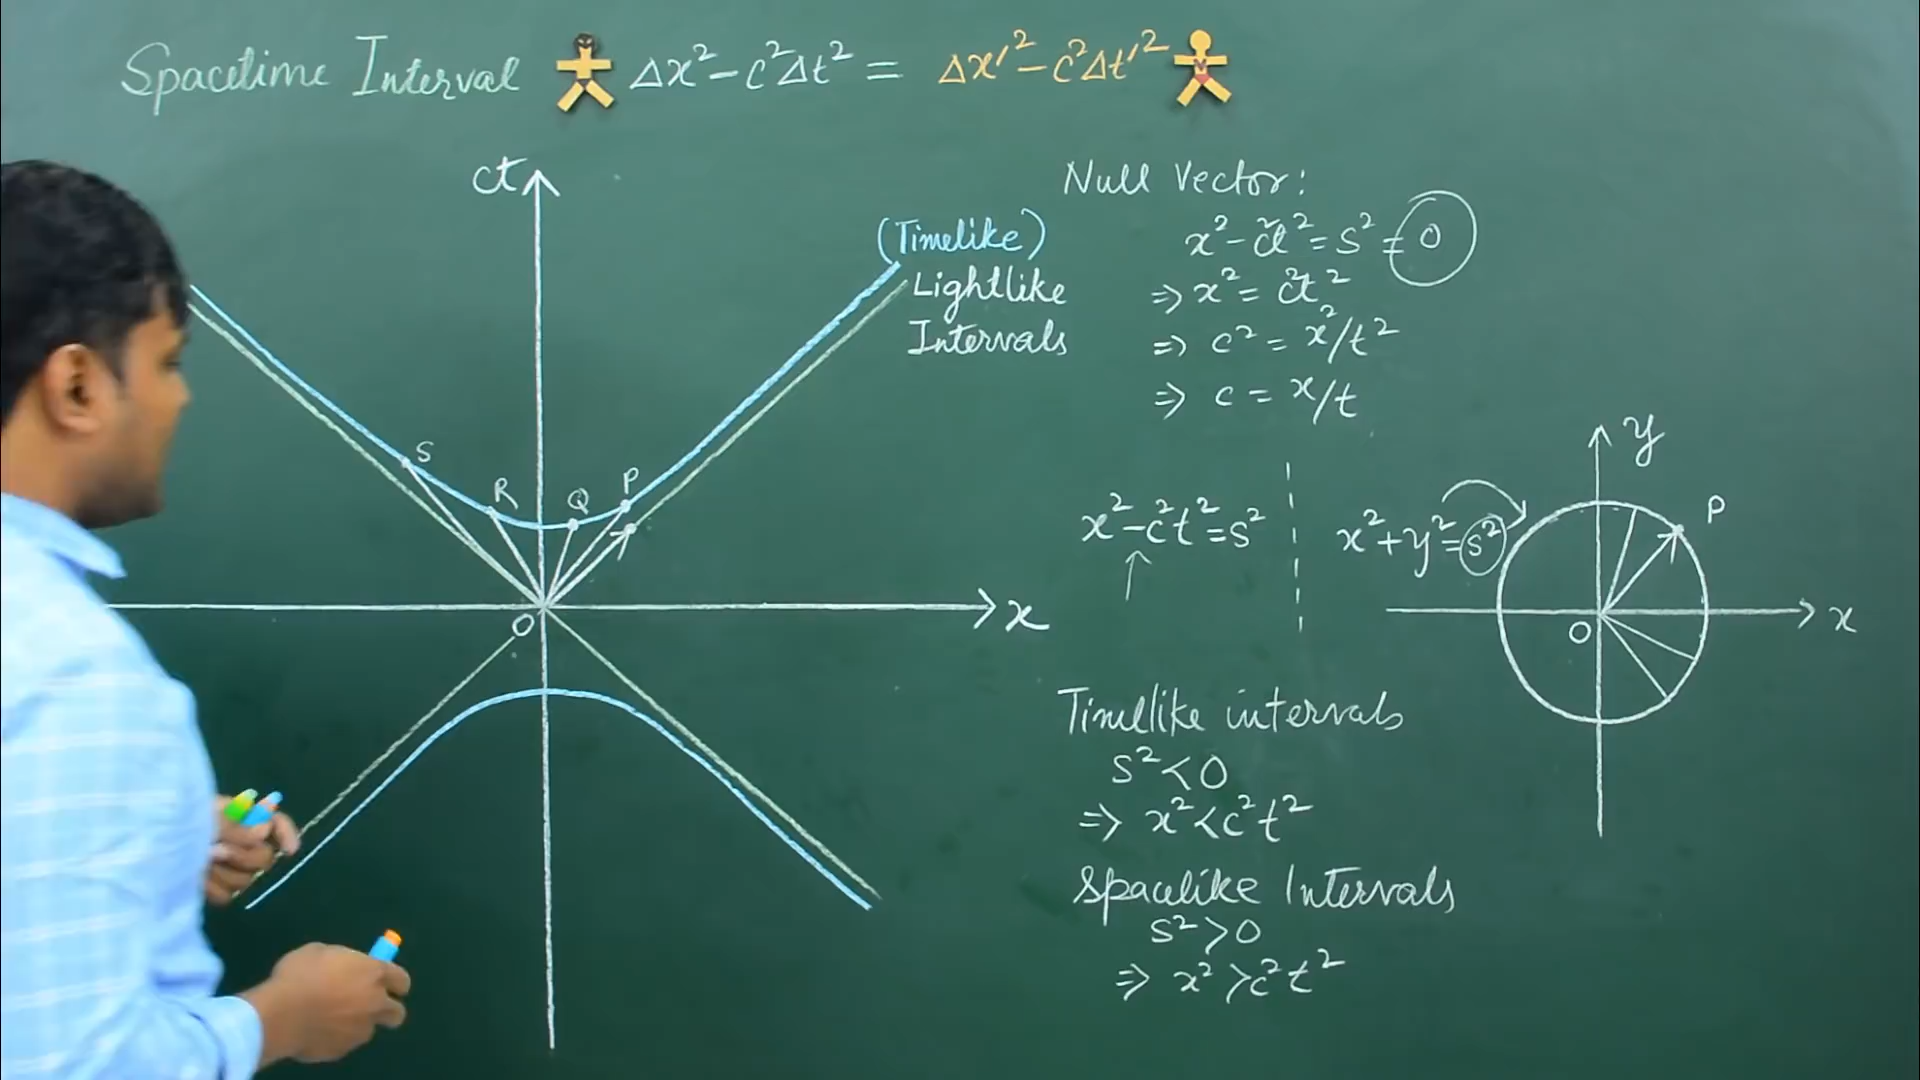 Spacetime Interval Δx²-c²Δt² = Δx'²-c²Δt'²
ct
(Timelike)
Lightlike
Intervals
S
R
Q
P
O
x
Null Vector:
x²-c²t²=s²=0
⇒ x²=c²t²
⇒ c²=x²/t²
⇒ c=x/t
x²-c²t²=s²
↑
x²+y²=s²
y
P
O
x
Timelike intervals
s²<0
⇒ x²<c²t²
Spacelike Intervals
s²>0
⇒ x²>c²t²